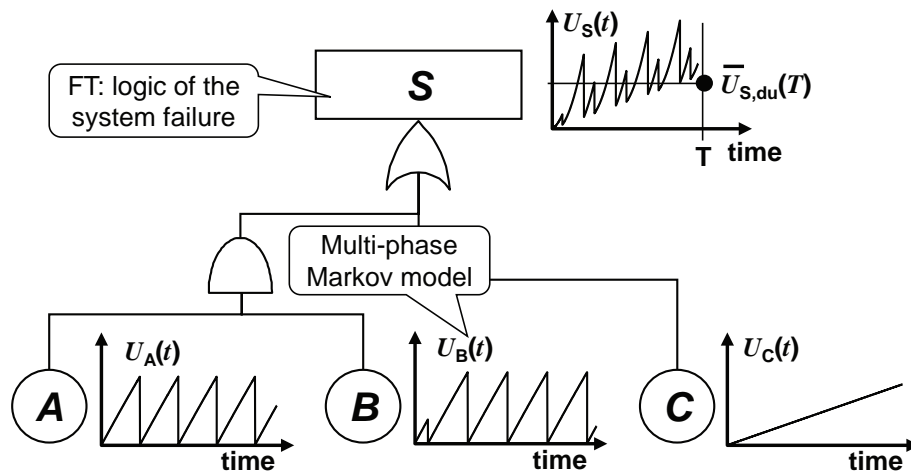 U_S(t)
FT: logic of the
system failure
S
U̅_S,du(T)
T
time
Multi-phase
Markov model
U_A(t)
U_B(t)
U_C(t)
A
B
C
time
time
time